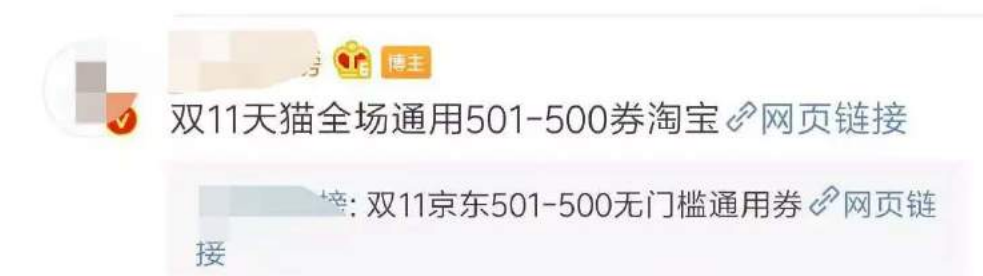 博主
双11天猫全场通用501-500券淘宝网页链接
: 双11京东501-500无门槛通用券网页链
接